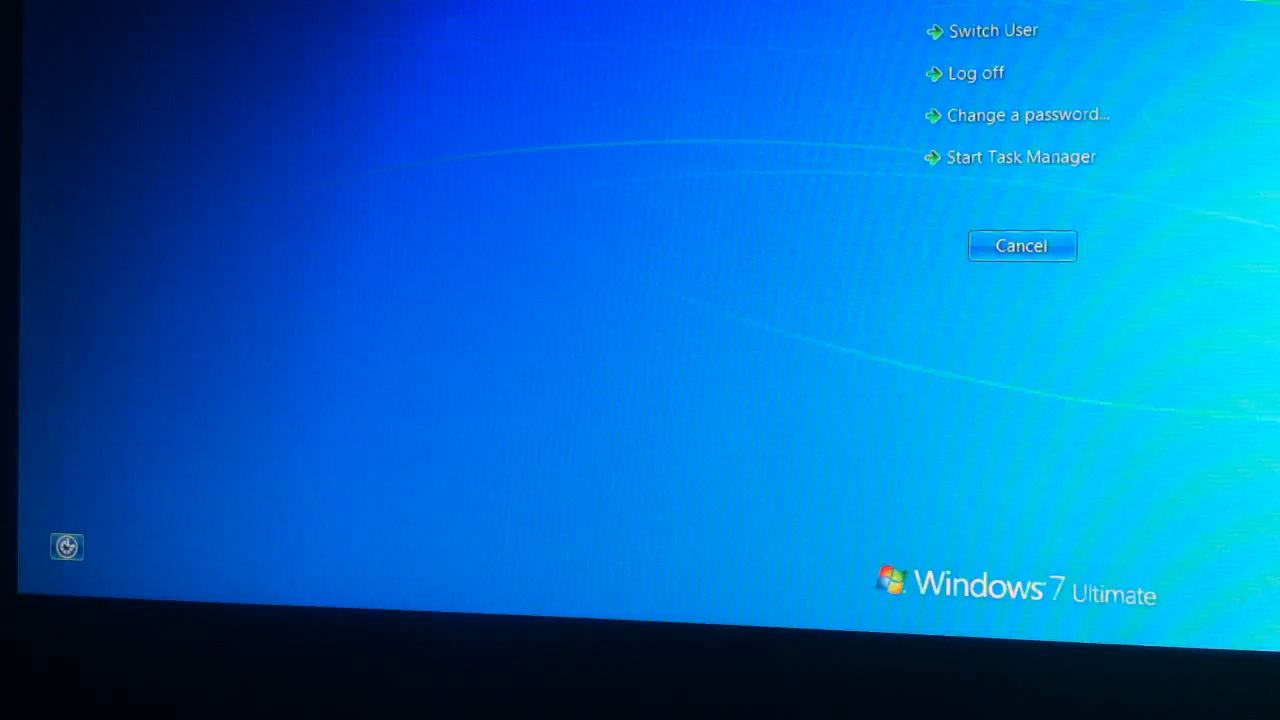 Switch User
Log off
Change a password...
Start Task Manager
Cancel
Windows 7 Ultimate